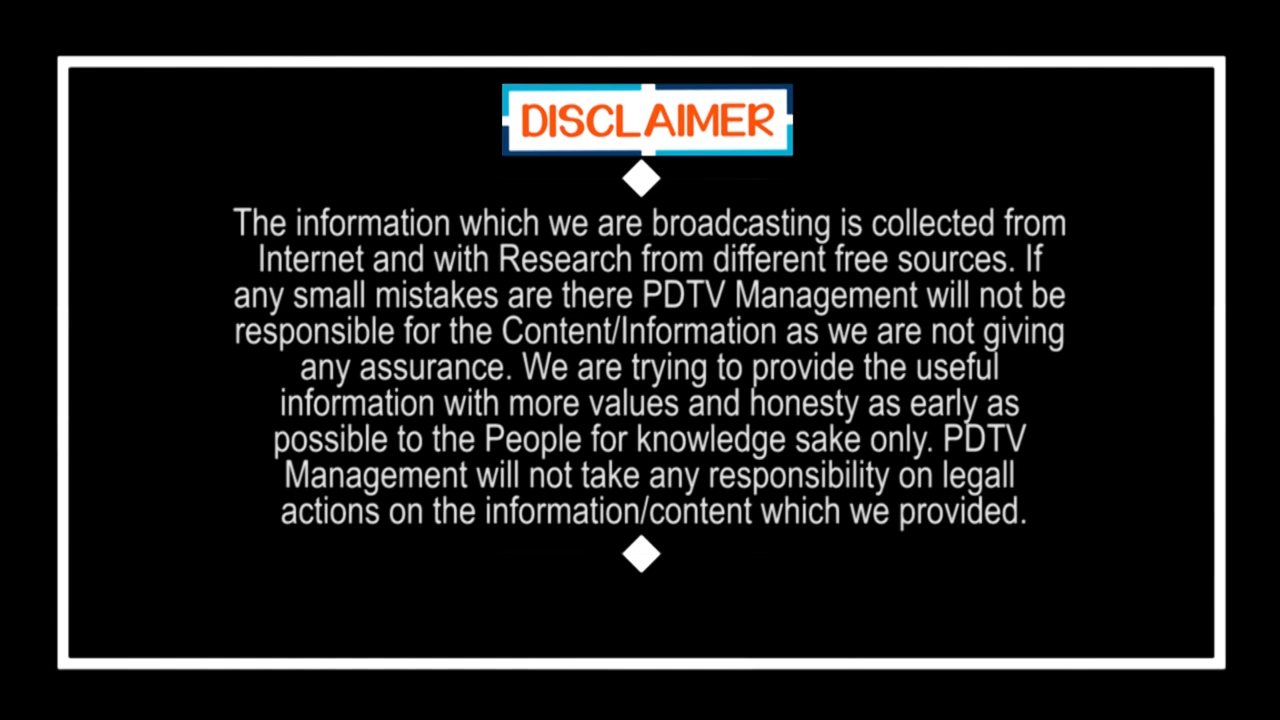 DISCLAIMER
The information which we are broadcasting is collected from
Internet and with Research from different free sources. If
any small mistakes are there PDTV Management will not be
responsible for the Content/Information as we are not giving
any assurance. We are trying to provide the useful
information with more values and honesty as early as
possible to the People for knowledge sake only. PDTV
Management will not take any responsibility on legall
actions on the information/content which we provided.